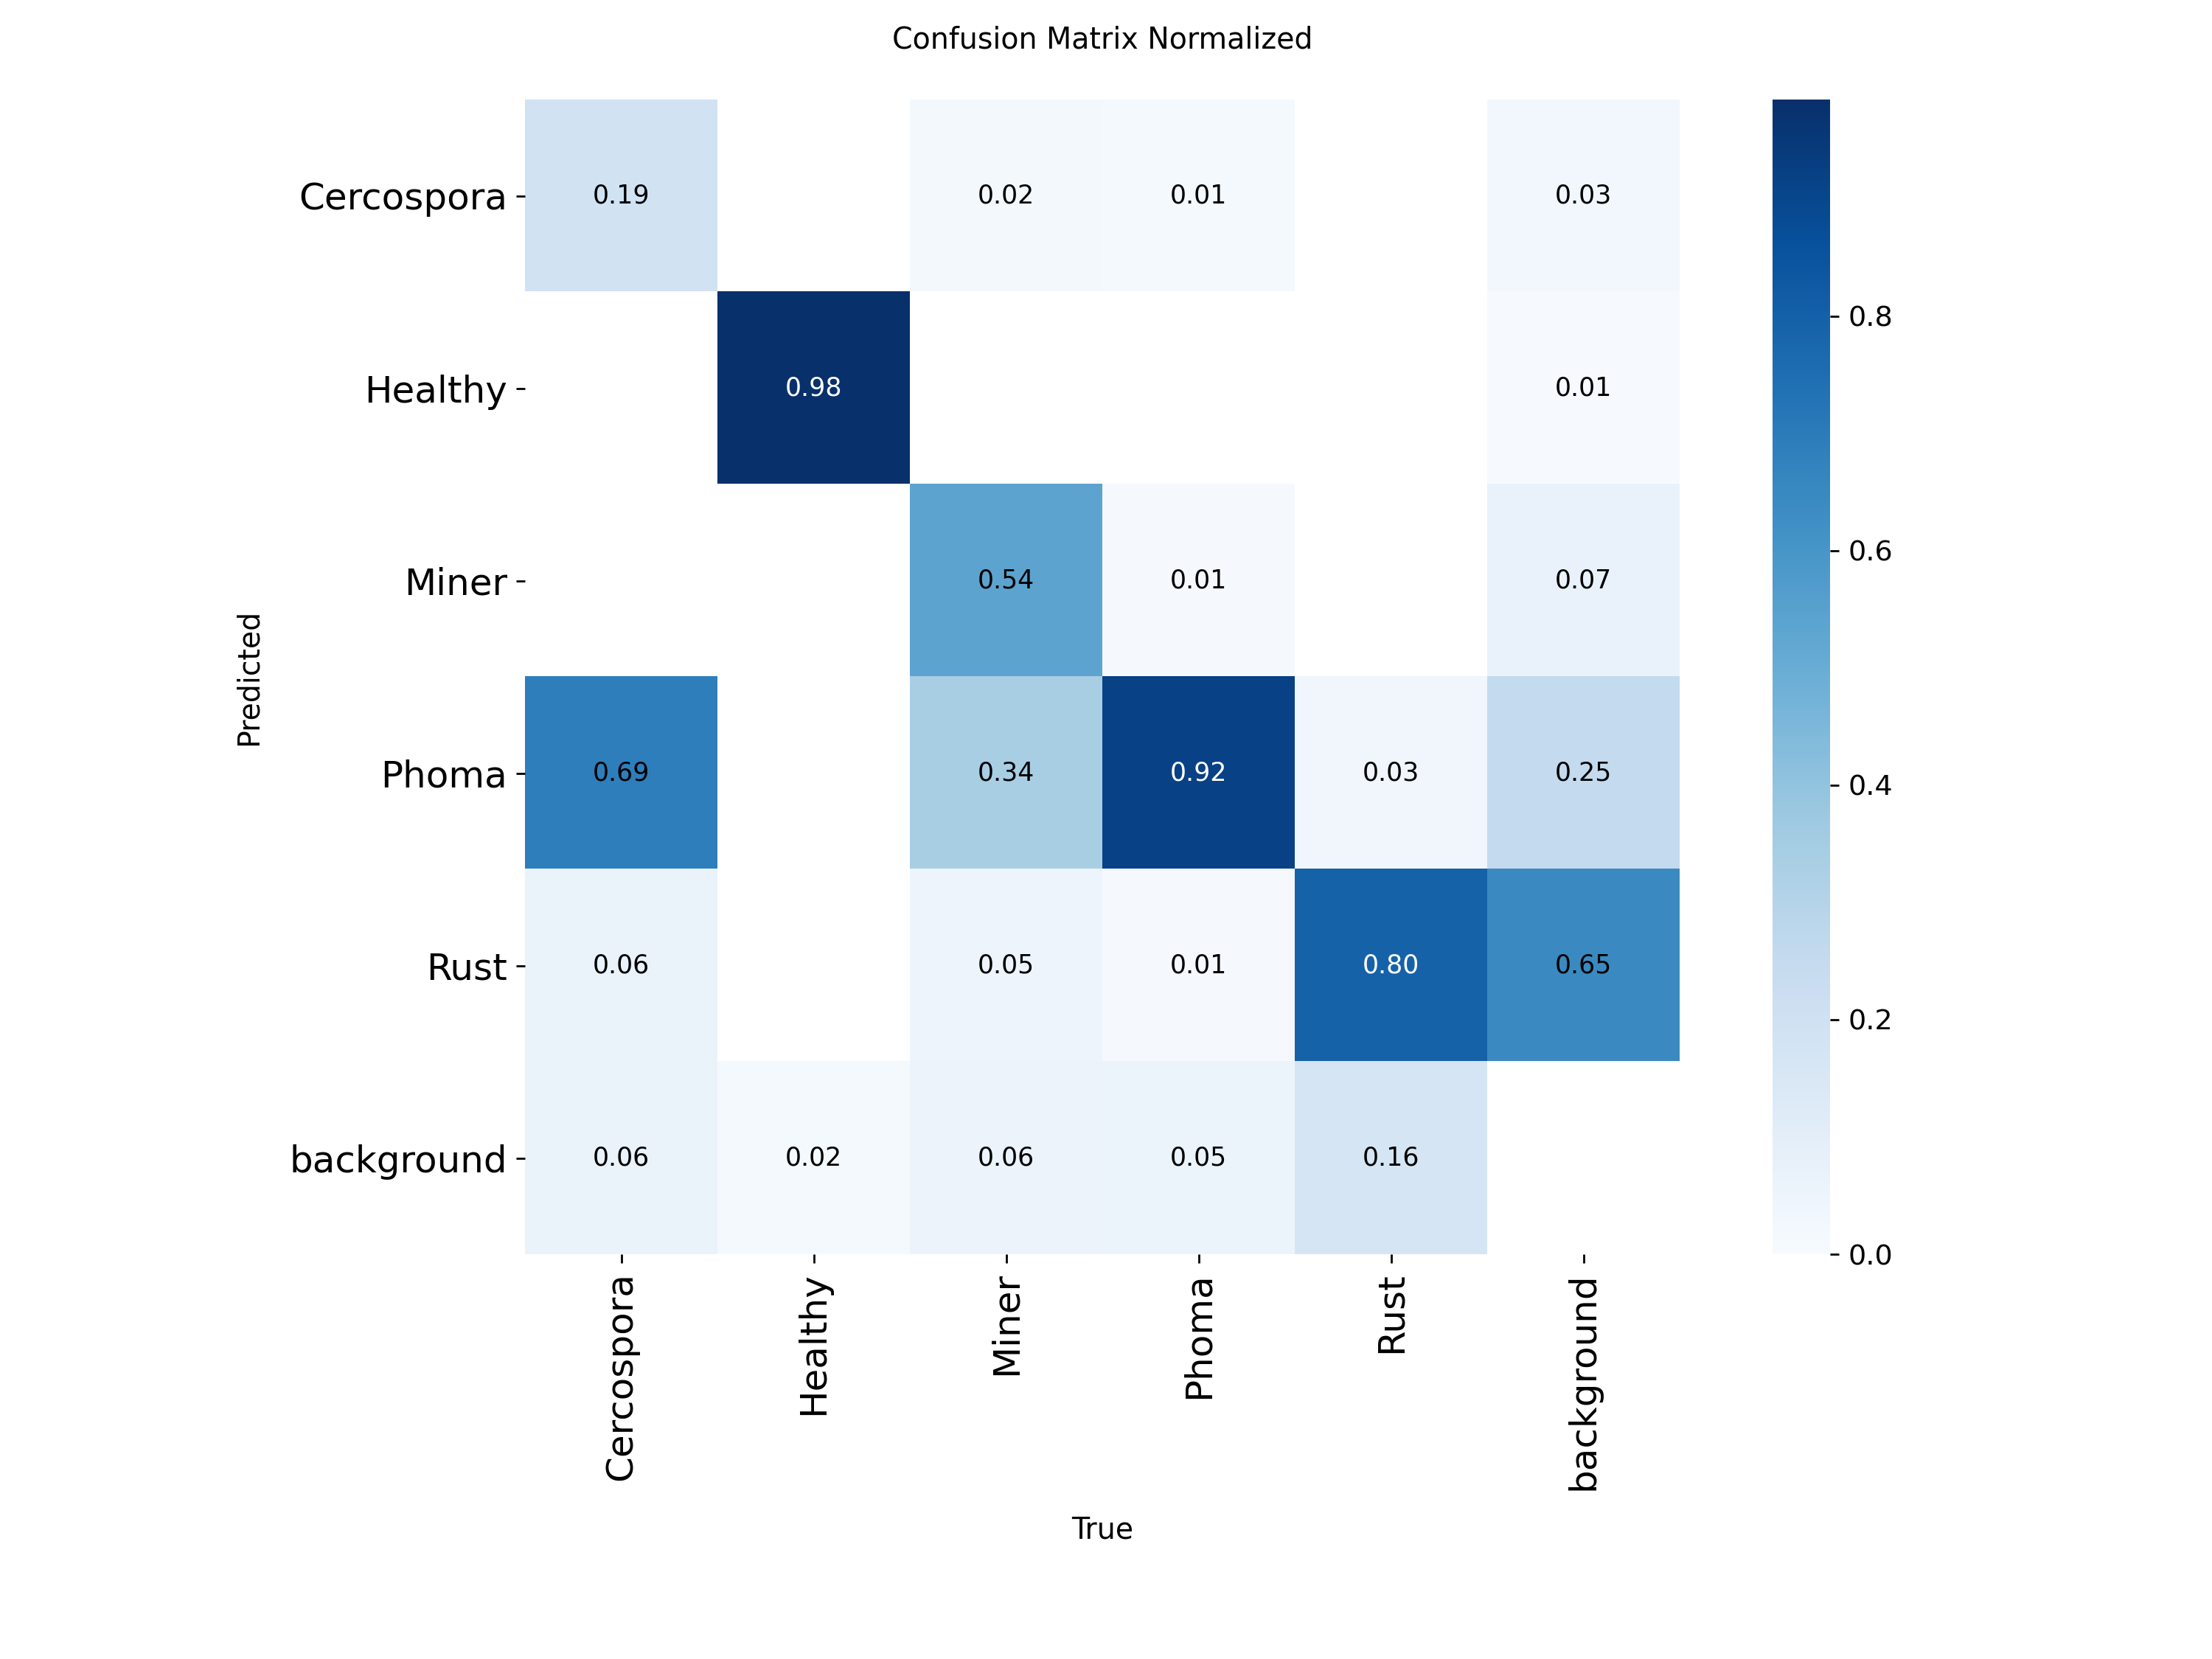 Confusion Matrix Normalized
Predicted
Cercospora 0.19 0.02 0.01 0.03
Healthy 0.98 0.01
Miner 0.54 0.01 0.07
Phoma 0.69 0.34 0.92 0.03 0.25
Rust 0.06 0.05 0.01 0.80 0.65
background 0.06 0.02 0.06 0.05 0.16
Cercospora Healthy Miner Phoma Rust background
True
0.8
0.6
0.4
0.2
0.0